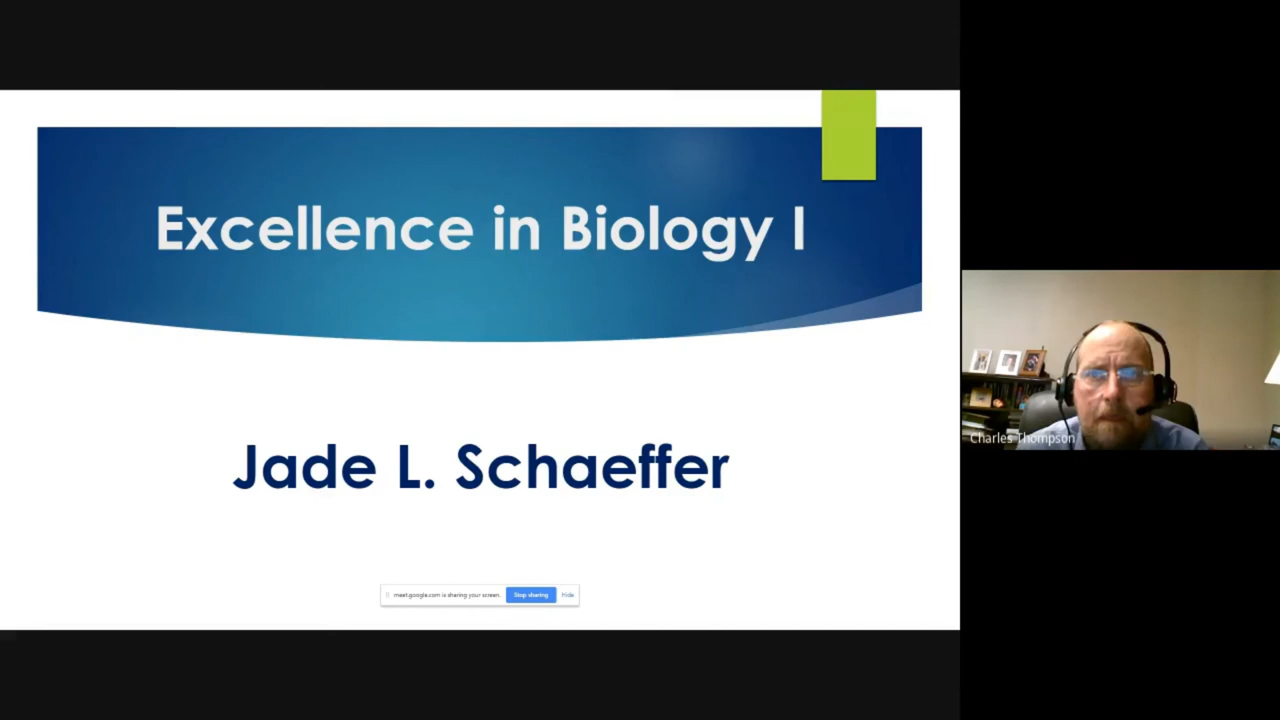 Excellence in Biology I
Jade L. Schaeffer
meet.google.com is sharing your screen.
Stop sharing
Hide
Charles Thompson